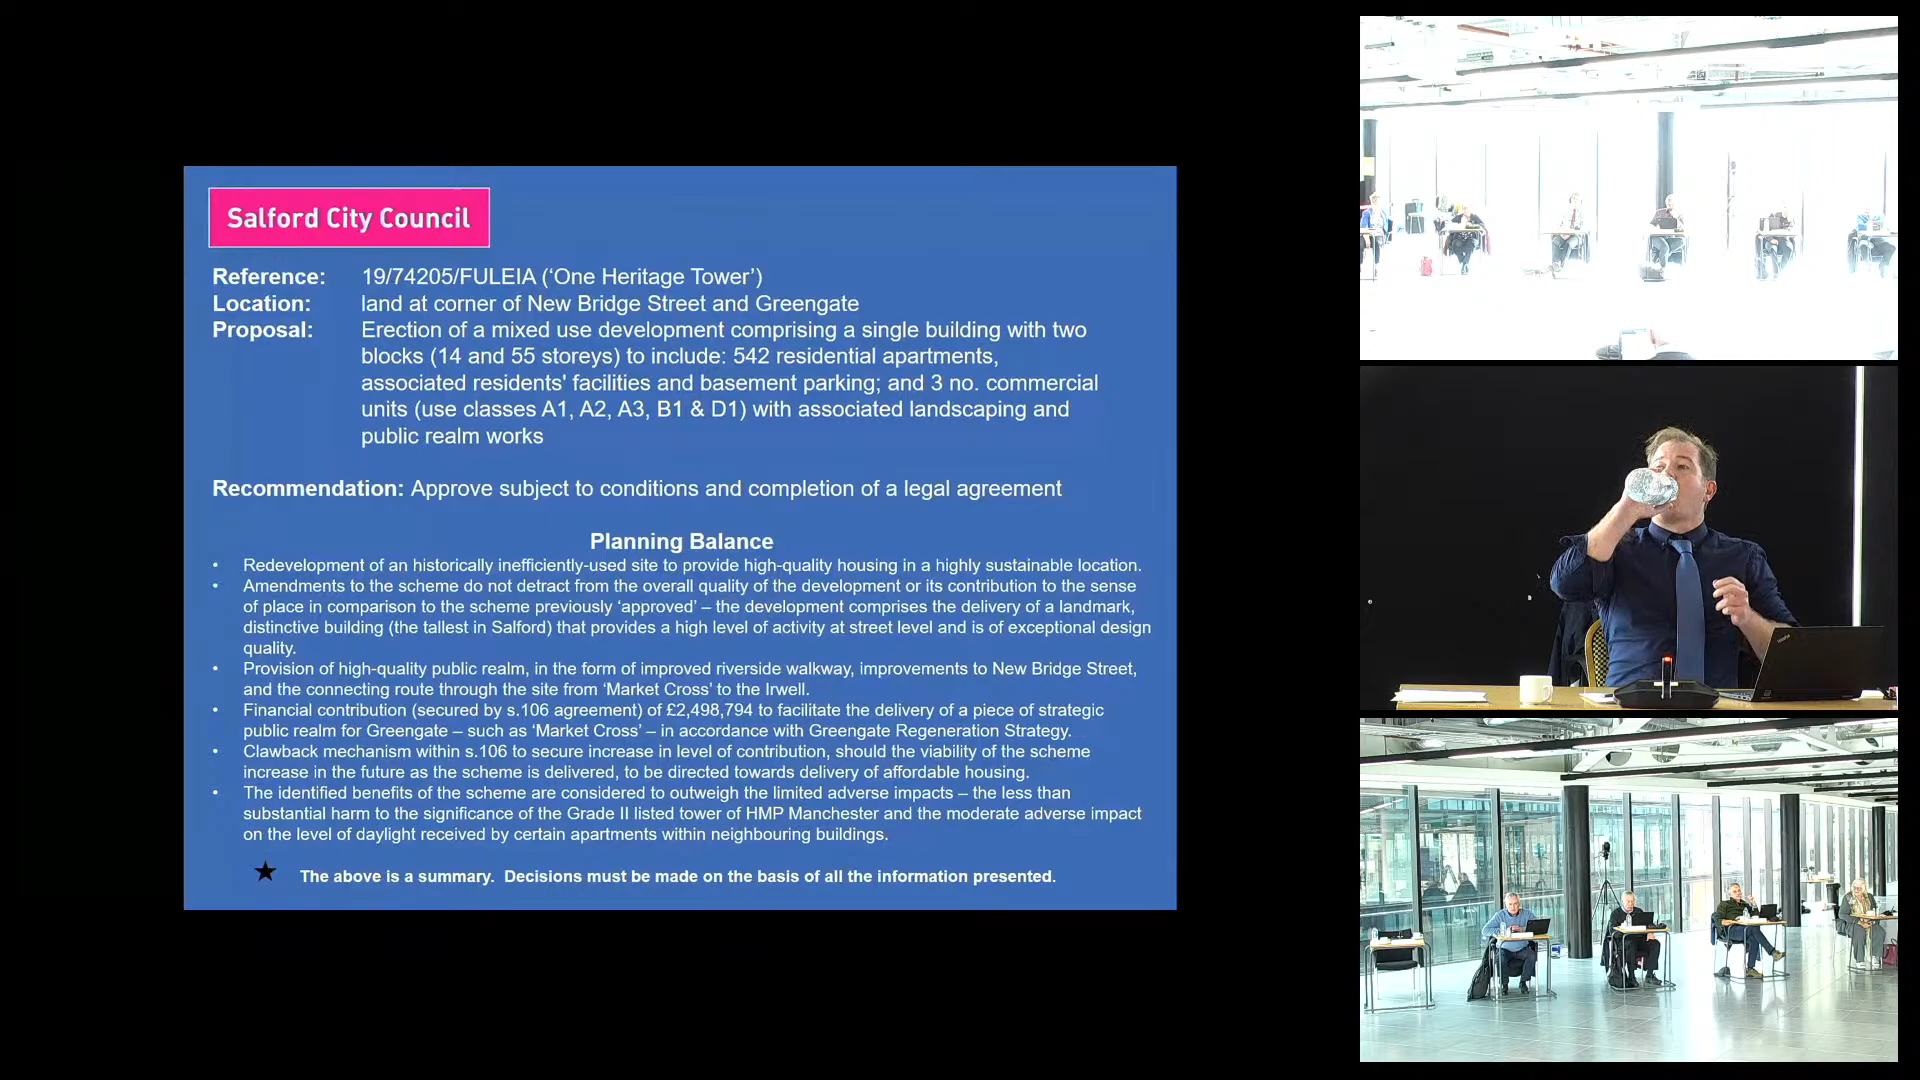 Salford City Council
Reference: 19/74205/FULEIA (‘One Heritage Tower’)
Location: land at corner of New Bridge Street and Greengate
Proposal: Erection of a mixed use development comprising a single building with two
blocks (14 and 55 storeys) to include: 542 residential apartments,
associated residents' facilities and basement parking; and 3 no. commercial
units (use classes A1, A2, A3, B1 & D1) with associated landscaping and
public realm works
Recommendation: Approve subject to conditions and completion of a legal agreement
Planning Balance
• Redevelopment of an historically inefficiently-used site to provide high-quality housing in a highly sustainable location.
• Amendments to the scheme do not detract from the overall quality of the development or its contribution to the sense
of place in comparison to the scheme previously ‘approved’ – the development comprises the delivery of a landmark,
distinctive building (the tallest in Salford) that provides a high level of activity at street level and is of exceptional design
quality.
• Provision of high-quality public realm, in the form of improved riverside walkway, improvements to New Bridge Street,
and the connecting route through the site from ‘Market Cross’ to the Irwell.
• Financial contribution (secured by s.106 agreement) of £2,498,794 to facilitate the delivery of a piece of strategic
public realm for Greengate – such as ‘Market Cross’ – in accordance with Greengate Regeneration Strategy.
• Clawback mechanism within s.106 to secure increase in level of contribution, should the viability of the scheme
increase in the future as the scheme is delivered, to be directed towards delivery of affordable housing.
• The identified benefits of the scheme are considered to outweigh the limited adverse impacts – the less than
substantial harm to the significance of the Grade II listed tower of HMP Manchester and the moderate adverse impact
on the level of daylight received by certain apartments within neighbouring buildings.
★ The above is a summary. Decisions must be made on the basis of all the information presented.